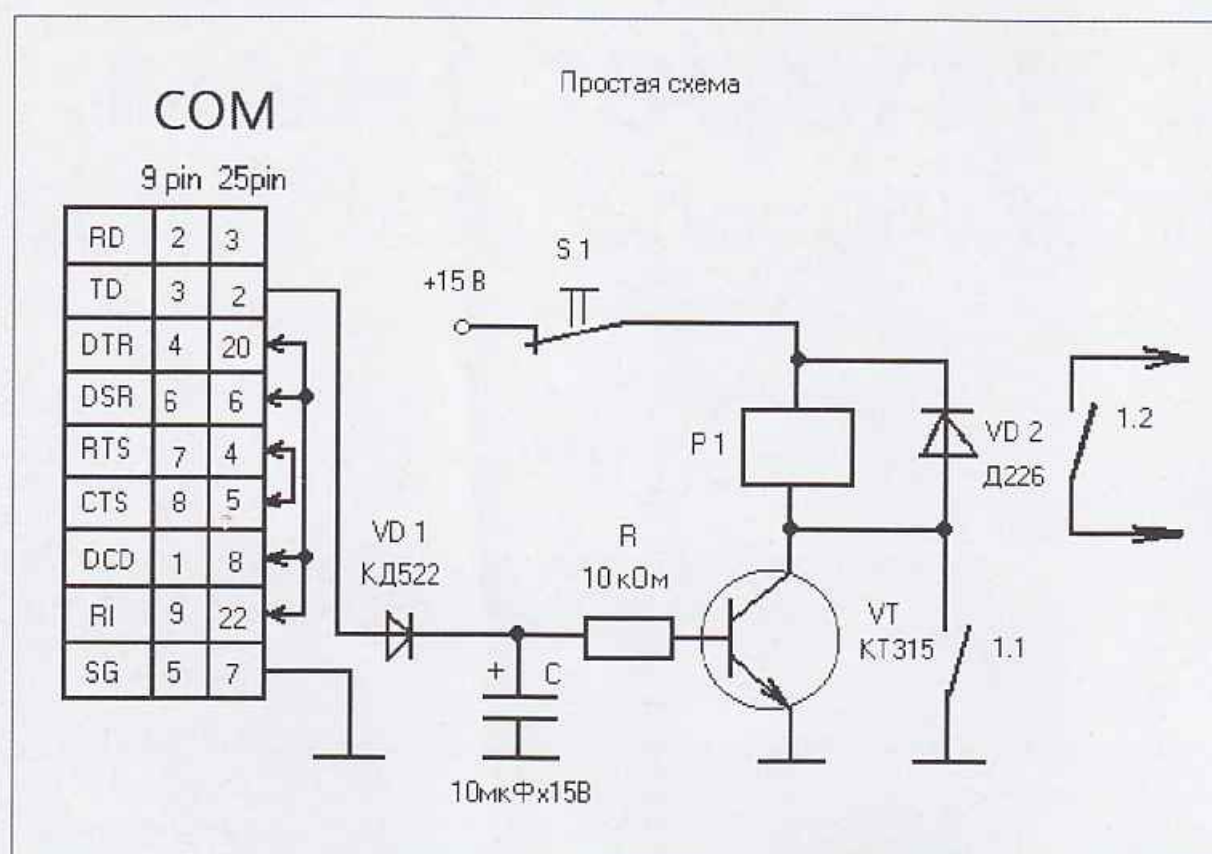 Простая схема
COM
9 pin 25pin
RD 2 3
TD 3 2
DTR 4 20
DSR 6 6
RTS 7 4
CTS 8 5
DCD 1 8
RI 9 22
SG 5 7
+15 В
S 1
P 1
VD 2
Д226
1.2
VD 1
КД522
R
10 кОм
VT
КТ315
1.1
+ C
10мкФх15В